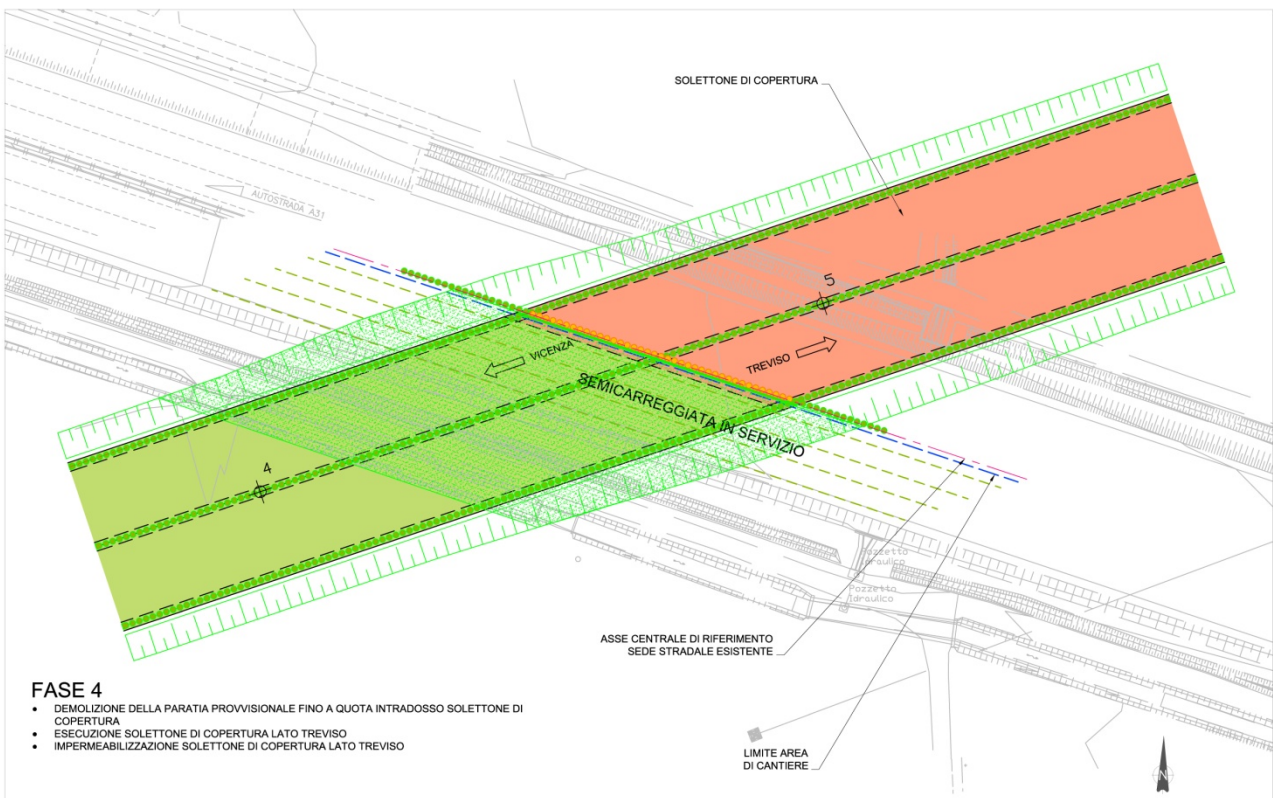 SOLETTONE DI COPERTURA
AUTOSTRADA A31
5
VICENZA
TREVISO
SEMICARREGGIATA IN SERVIZIO
4
Pozzetto
Idraulico
Pozzetto
Idraulico
ASSE CENTRALE DI RIFERIMENTO
SEDE STRADALE ESISTENTE
FASE 4
• DEMOLIZIONE DELLA PARATIA PROVVISIONALE FINO A QUOTA INTRADOSSO SOLETTONE DI
COPERTURA
• ESECUZIONE SOLETTONE DI COPERTURA LATO TREVISO
• IMPERMEABILIZZAZIONE SOLETTONE DI COPERTURA LATO TREVISO
LIMITE AREA
DI CANTIERE
N